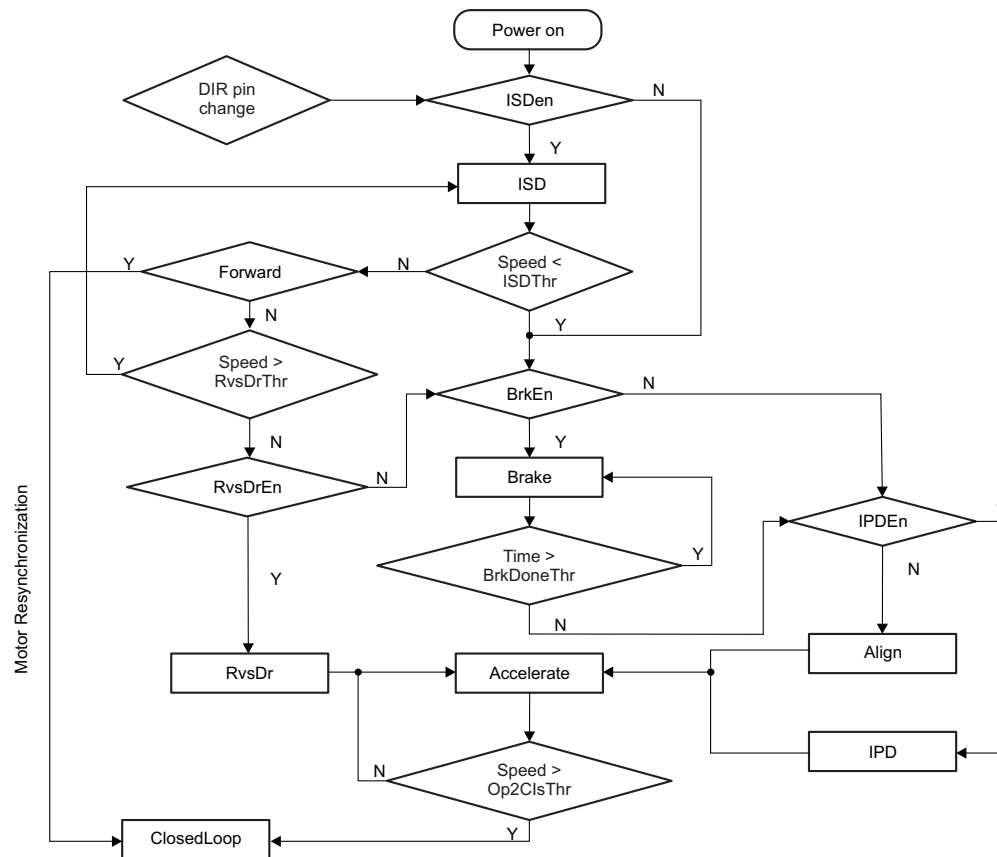 Power on
DIR pin
change
ISDen
N
Y
ISD
Y
Forward
N
Speed <
ISDThr
N
Y
Y
Speed >
RvsDrThr
BrkEn
N
N
Y
RvsDrEn
N
Brake
IPDEn
Time >
BrkDoneThr
Y
N
Y
N
Motor Resynchronization
Align
RvsDr
Accelerate
IPD
N
Speed >
Op2ClsThr
Y
ClosedLoop